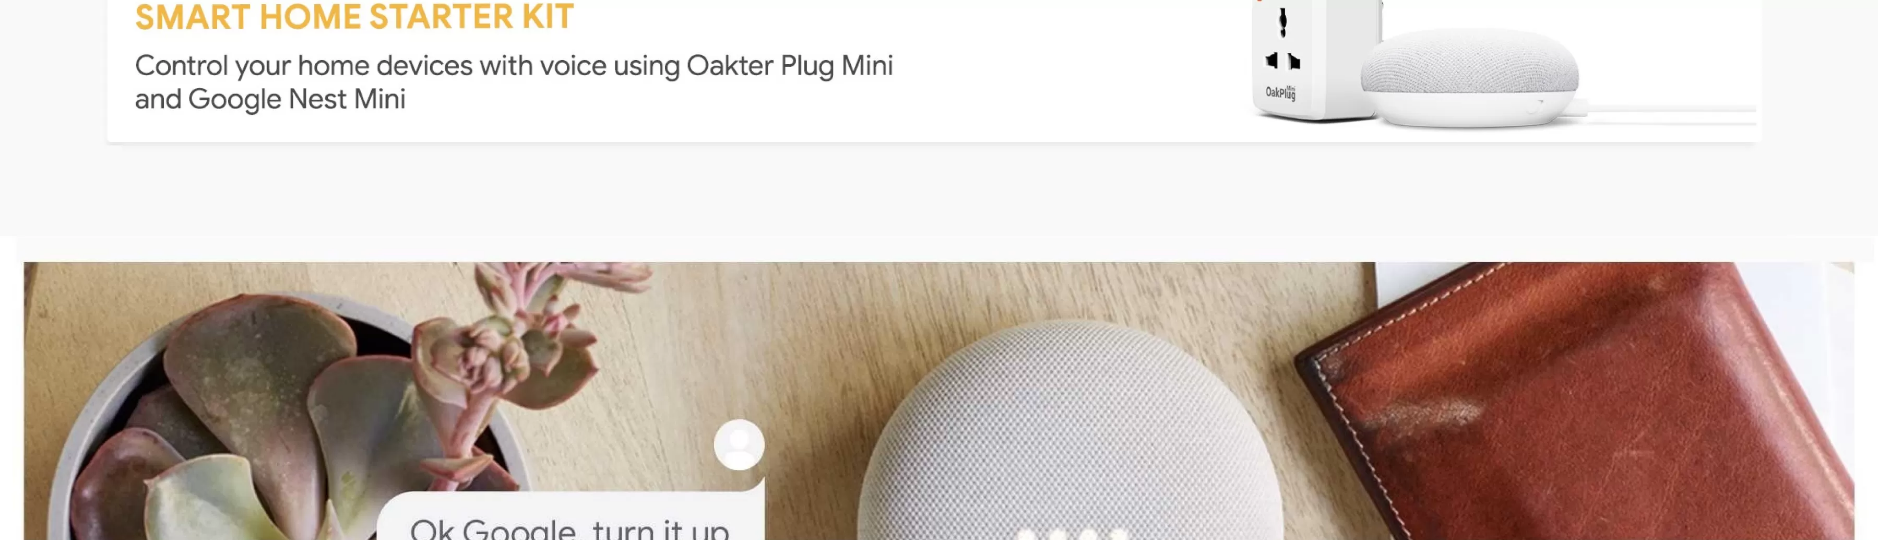 SMART HOME STARTER KIT
Control your home devices with voice using Oakter Plug Mini
and Google Nest Mini
OakPlug
Mini
Ok Google, turn it up